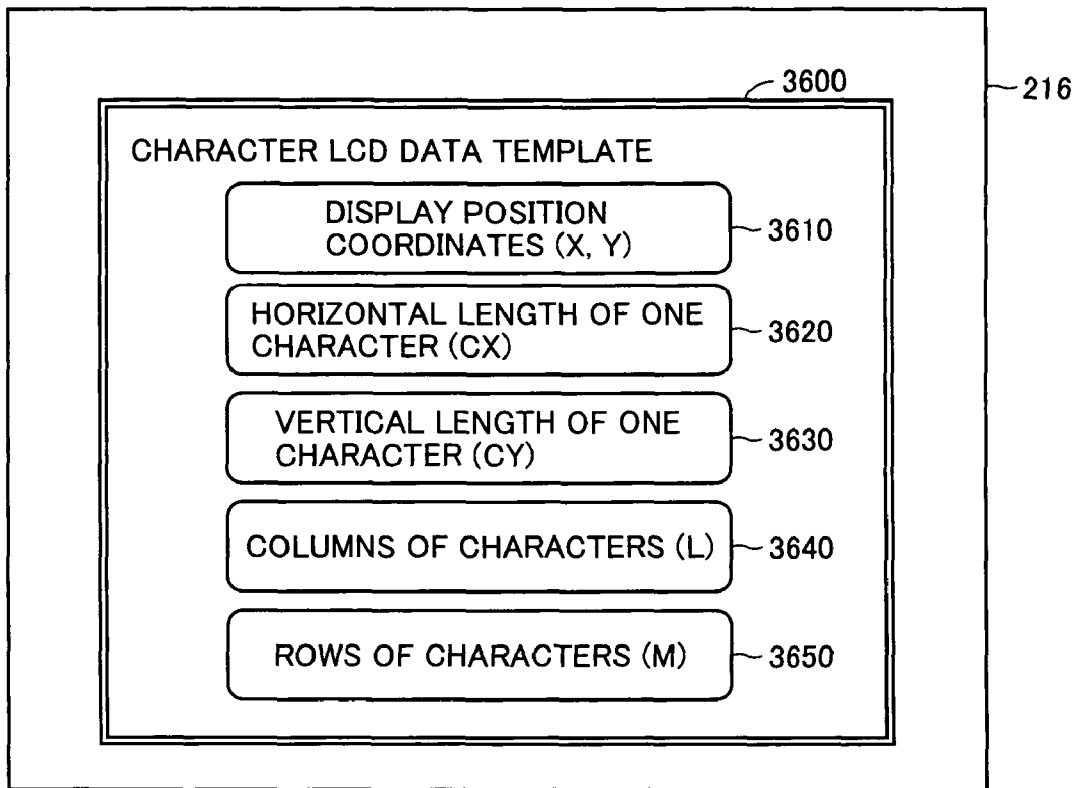 3600
216
CHARACTER LCD DATA TEMPLATE
DISPLAY POSITION
COORDINATES (X, Y)
3610
HORIZONTAL LENGTH OF ONE
CHARACTER (CX)
3620
VERTICAL LENGTH OF ONE
CHARACTER (CY)
3630
COLUMNS OF CHARACTERS (L)
3640
ROWS OF CHARACTERS (M)
3650